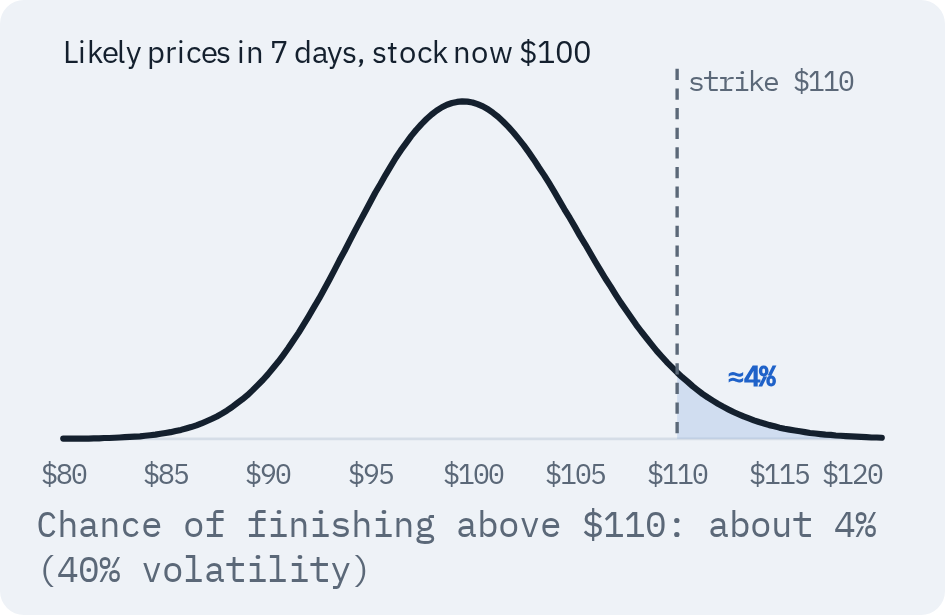 Likely prices in 7 days, stock now $100
strike $110
≈4%
$80 $85 $90 $95 $100 $105 $110 $115 $120
Chance of finishing above $110: about 4%
(40% volatility)